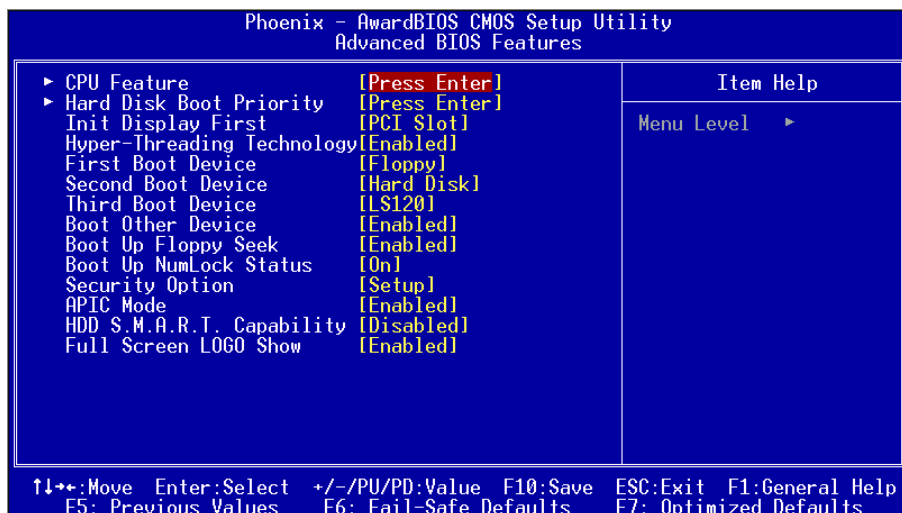 Phoenix - AwardBIOS CMOS Setup Utility
Advanced BIOS Features
► CPU Feature [Press Enter]
► Hard Disk Boot Priority [Press Enter]
Init Display First [PCI Slot]
Hyper-Threading Technology[Enabled]
First Boot Device [Floppy]
Second Boot Device [Hard Disk]
Third Boot Device [LS120]
Boot Other Device [Enabled]
Boot Up Floppy Seek [Enabled]
Boot Up NumLock Status [On]
Security Option [Setup]
APIC Mode [Enabled]
HDD S.M.A.R.T. Capability [Disabled]
Full Screen LOGO Show [Enabled]
Item Help
Menu Level ►
↑↓→←:Move Enter:Select +/-/PU/PD:Value F10:Save ESC:Exit F1:General Help
F5: Previous Values F6: Fail-Safe Defaults F7: Optimized Defaults